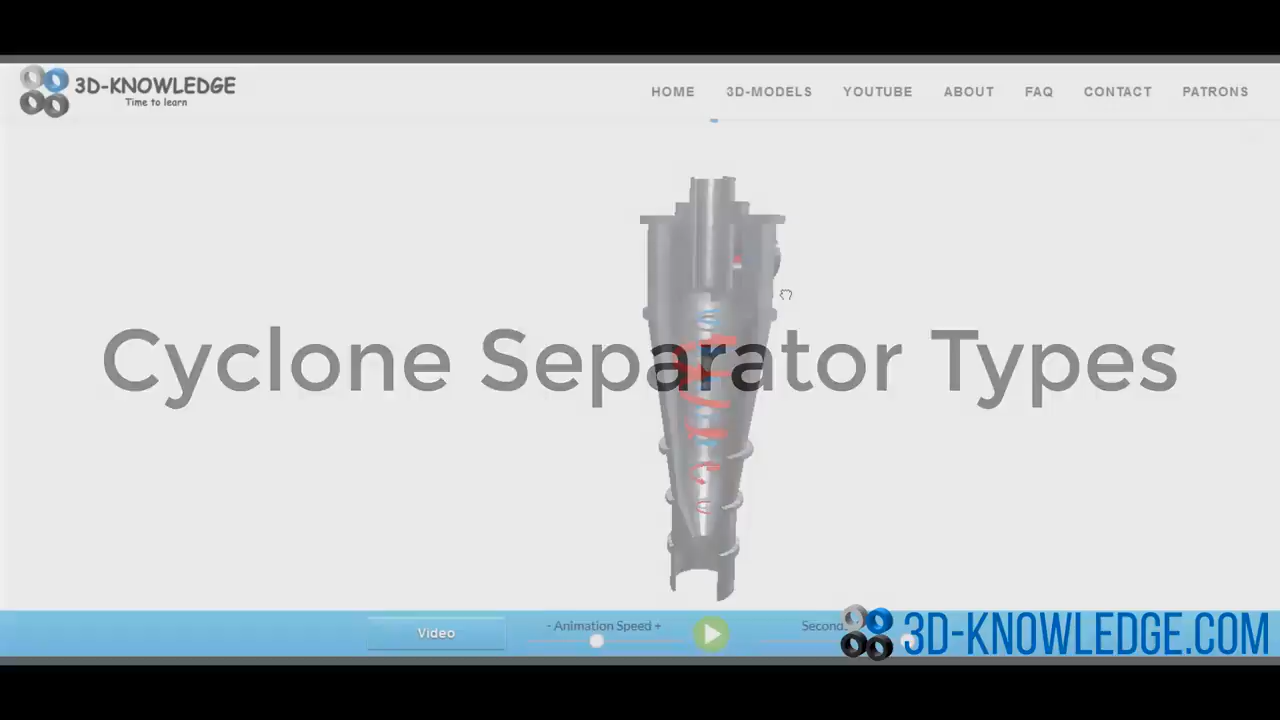 3D-KNOWLEDGE
Time to learn
HOME 3D-MODELS YOUTUBE ABOUT FAQ CONTACT PATRONS
Cyclone Separator Types
Video
- Animation Speed +
3D-KNOWLEDGE.COM